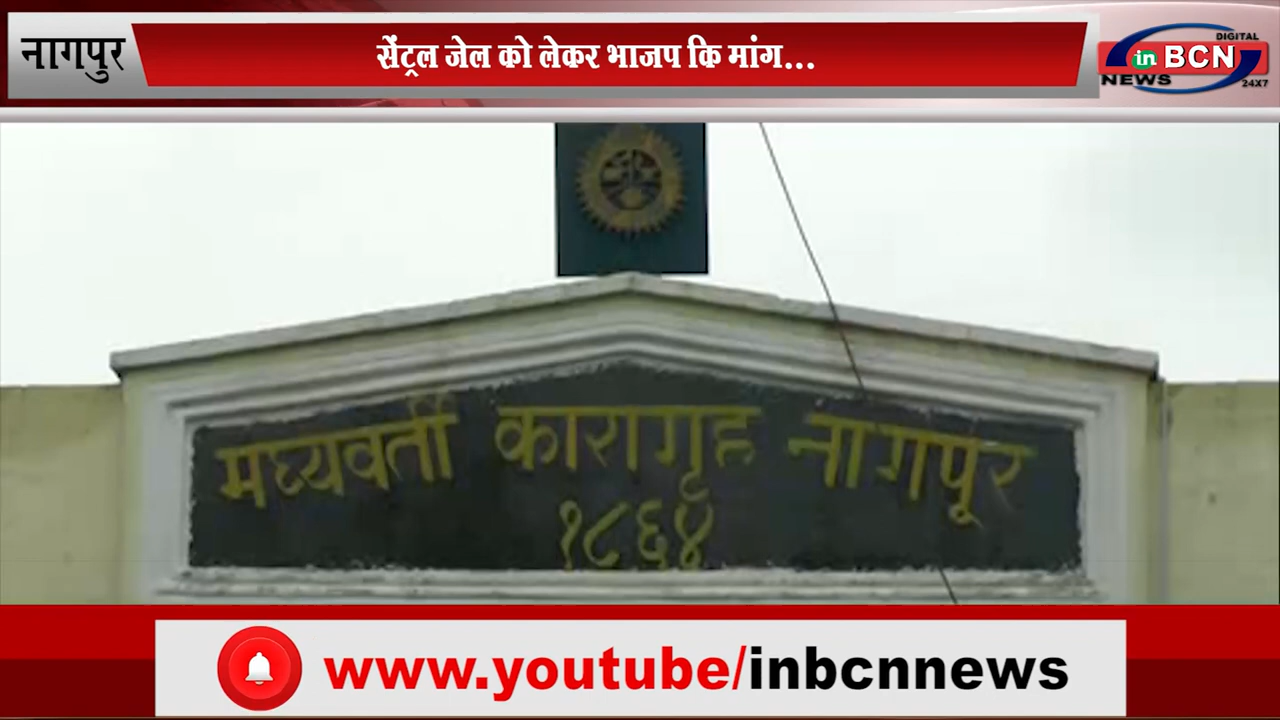 नागपुर
सेंट्रल जेल को लेकर भाजप कि मांग...
DIGITAL
in BCN
NEWS
24X7
मध्यवर्ती कारागृह नागपूर
१८६४
www.youtube/inbcnnews